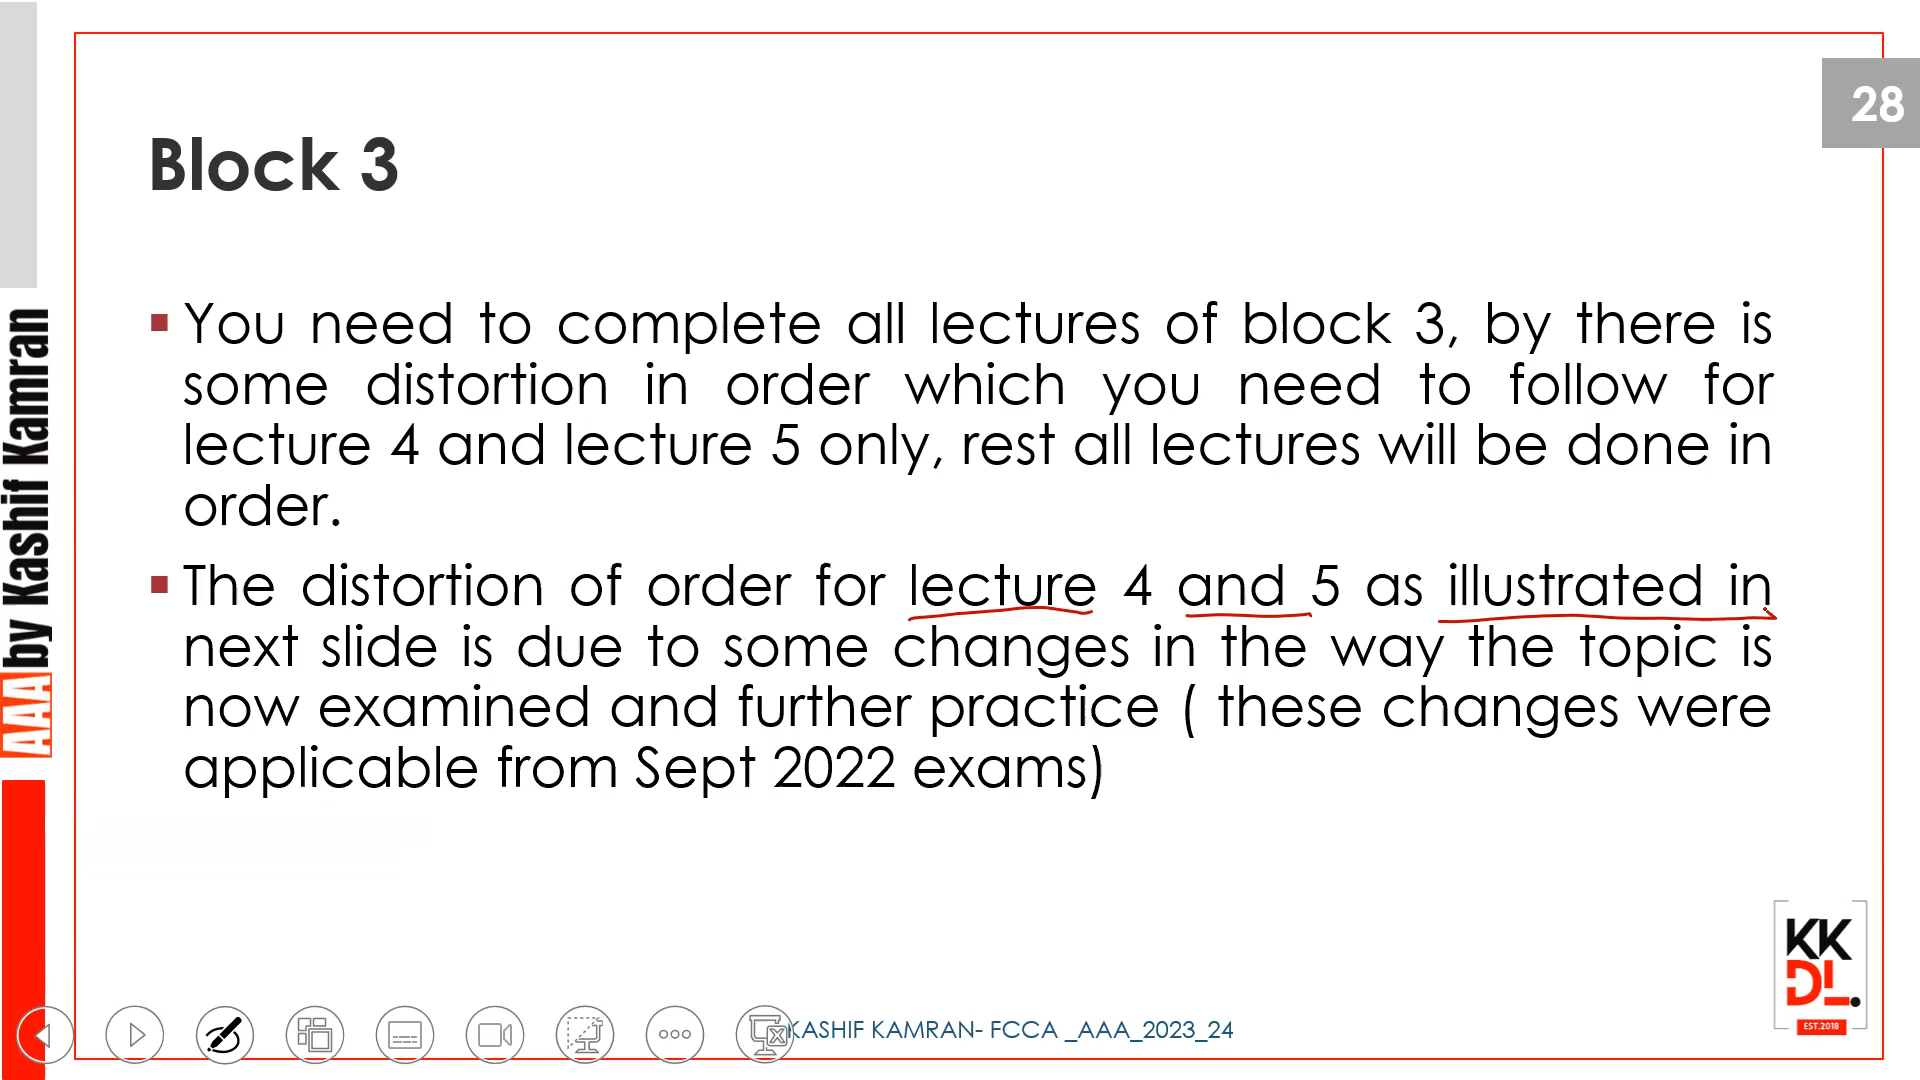 28
Block 3
You need to complete all lectures of block 3, by there is
some distortion in order which you need to follow for
lecture 4 and lecture 5 only, rest all lectures will be done in
order.
The distortion of order for lecture 4 and 5 as illustrated in
next slide is due to some changes in the way the topic is
now examined and further practice ( these changes were
applicable from Sept 2022 exams)
AAA by Kashif Kamran
KK
DL.
EST.2018
KASHIF KAMRAN- FCCA _AAA_2023_24